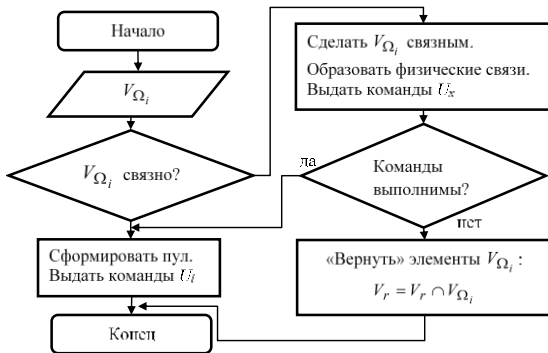 Начало
V_{Ω_i}
V_{Ω_i} связно?
Сформировать пул.
Выдать команды U_i
Конец
Сделать V_{Ω_i} связным.
Образовать физические связи.
Выдать команды U_s
да
Команды
выполнимы?
нет
«Вернуть» элементы V_{Ω_i} :
V_r = V_r ∩ V_{Ω_i}